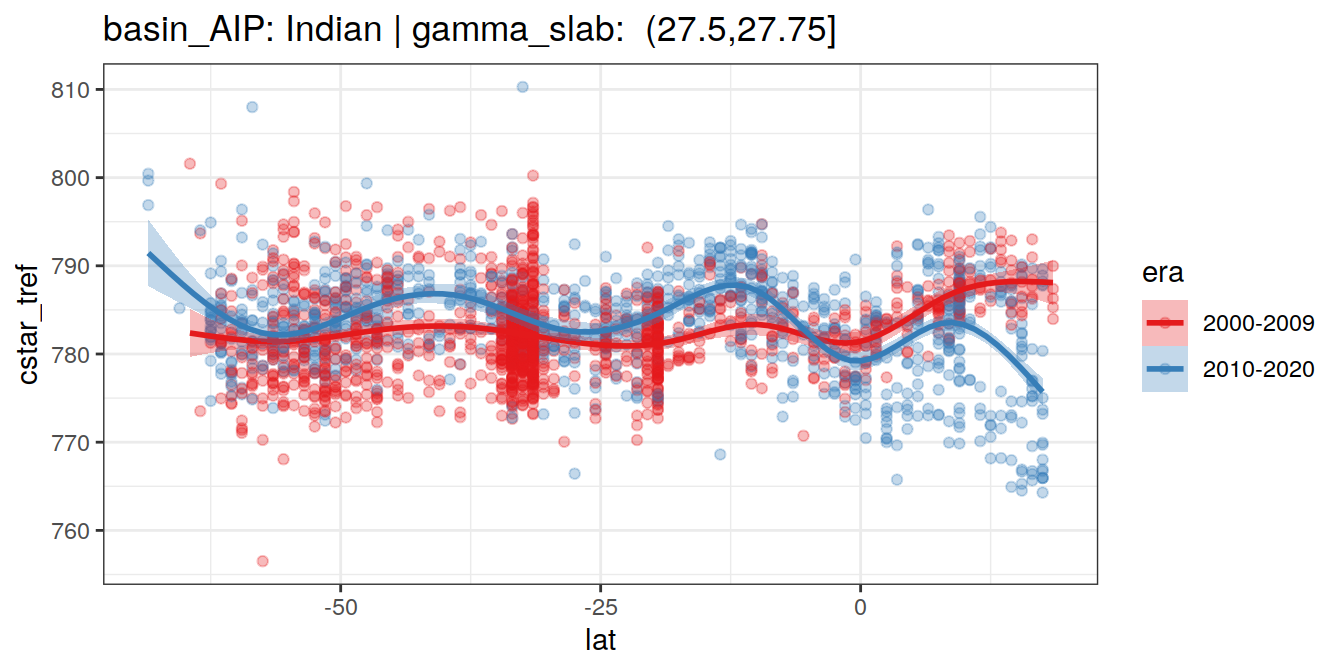 basin_AIP: Indian | gamma_slab:  (27.5,27.75]
810
800
790
780
770
760
cstar_tref
-50
-25
0
lat
era
2000-2009
2010-2020